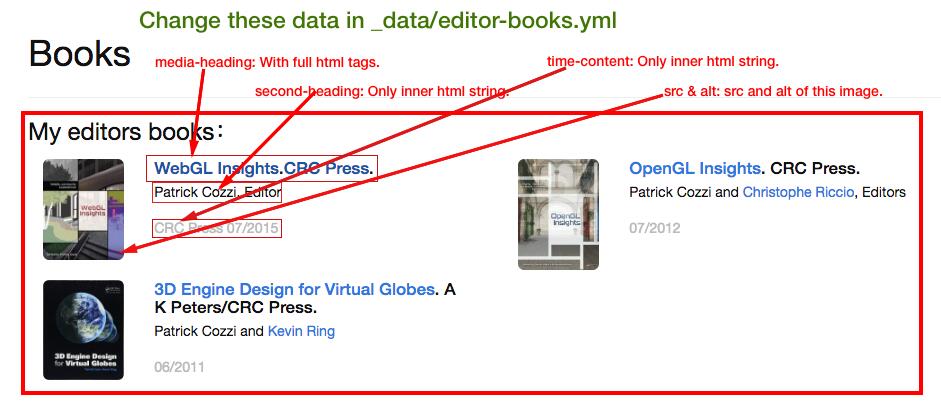 Change these data in _data/editor-books.yml
Books
media-heading: With full html tags.
time-content: Only inner html string.
second-heading: Only inner html string.
src & alt: src and alt of this image.
My editors books:
WebGL Insights.CRC Press.
Patrick Cozzi, Editor
CRC Press 07/2015
WebGL
Insights
OpenGL Insights. CRC Press.
Patrick Cozzi and Christophe Riccio, Editors
07/2012
OpenGL
Insights
3D Engine Design for Virtual Globes. A
K Peters/CRC Press.
Patrick Cozzi and Kevin Ring
06/2011
3D Engine Design
for Virtual Globes